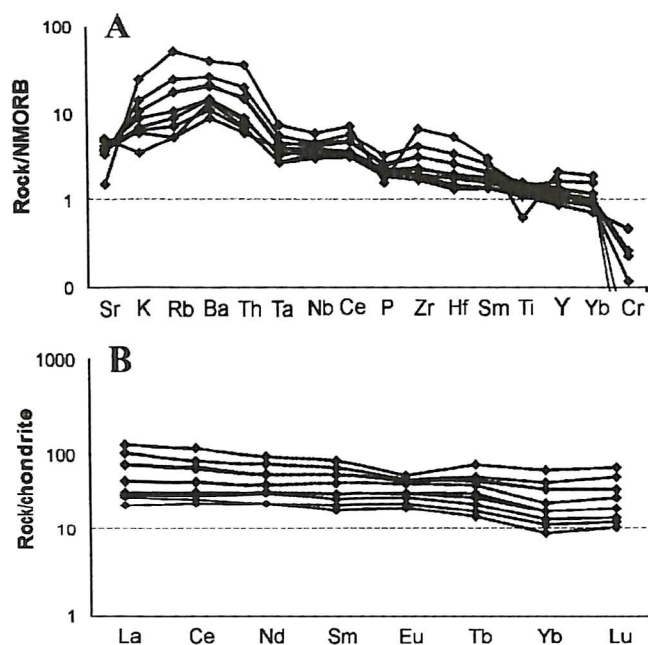 A
100
10
1
0
Rock/NMORB
Sr K Rb Ba Th Ta Nb Ce P Zr Hf Sm Ti Y Yb Cr
B
1000
100
10
1
Rock/chondrite
La Ce Nd Sm Eu Tb Yb Lu